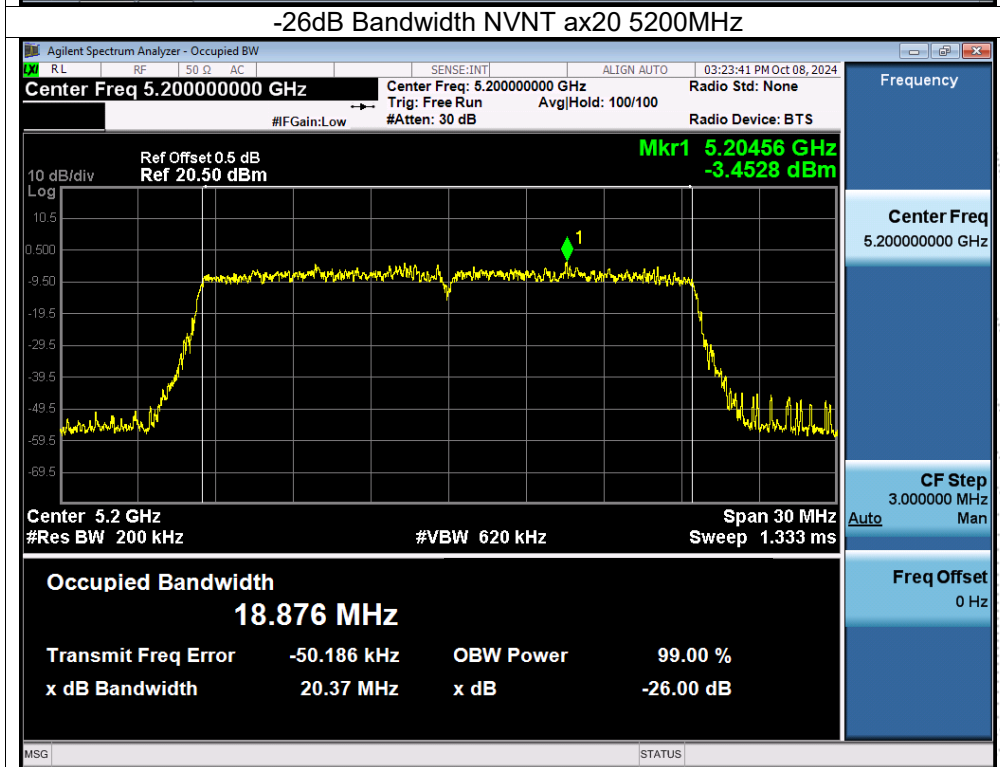 -26dB Bandwidth NVNT ax20 5200MHz
Agilent Spectrum Analyzer - Occupied BW
LXI RL RF 50 Ω AC SENSE:INT ALIGN AUTO 03:23:41 PM Oct 08, 2024
Center Freq 5.200000000 GHz
Center Freq: 5.200000000 GHz Radio Std: None
Trig: Free Run Avg|Hold: 100/100
#IFGain:Low #Atten: 30 dB Radio Device: BTS
Frequency
Mkr1 5.20456 GHz
-3.4528 dBm
Ref Offset 0.5 dB
10 dB/div Ref 20.50 dBm
Log
10.5
0.500
-9.50
-19.5
-29.5
-39.5
-49.5
-59.5
-69.5
1
Center 5.2 GHz Span 30 MHz
#Res BW 200 kHz #VBW 620 kHz Sweep 1.333 ms
Center Freq
5.200000000 GHz
CF Step
3.000000 MHz
Auto Man
Freq Offset
0 Hz
Occupied Bandwidth
18.876 MHz
Transmit Freq Error -50.186 kHz OBW Power 99.00 %
x dB Bandwidth 20.37 MHz x dB -26.00 dB
MSG STATUS